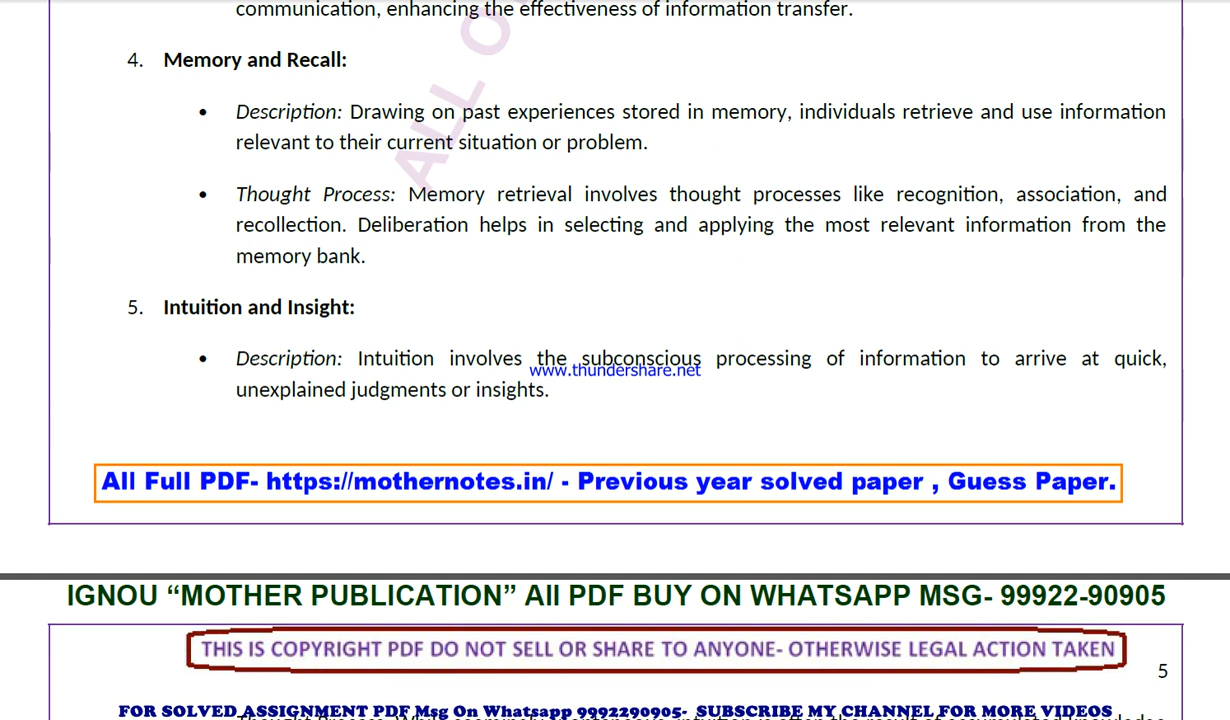 communication, enhancing the effectiveness of information transfer.
4. Memory and Recall:
• Description: Drawing on past experiences stored in memory, individuals retrieve and use information
relevant to their current situation or problem.
• Thought Process: Memory retrieval involves thought processes like recognition, association, and
recollection. Deliberation helps in selecting and applying the most relevant information from the
memory bank.
5. Intuition and Insight:
• Description: Intuition involves the subconscious processing of information to arrive at quick,
www.thundershare.net
unexplained judgments or insights.
All Full PDF- https://mothernotes.in/ - Previous year solved paper , Guess Paper.
IGNOU “MOTHER PUBLICATION” All PDF BUY ON WHATSAPP MSG- 99922-90905
THIS IS COPYRIGHT PDF DO NOT SELL OR SHARE TO ANYONE- OTHERWISE LEGAL ACTION TAKEN
5
FOR SOLVED ASSIGNMENT PDF Msg On Whatsapp 9992290905- SUBSCRIBE MY CHANNEL FOR MORE VIDEOS
ALL O